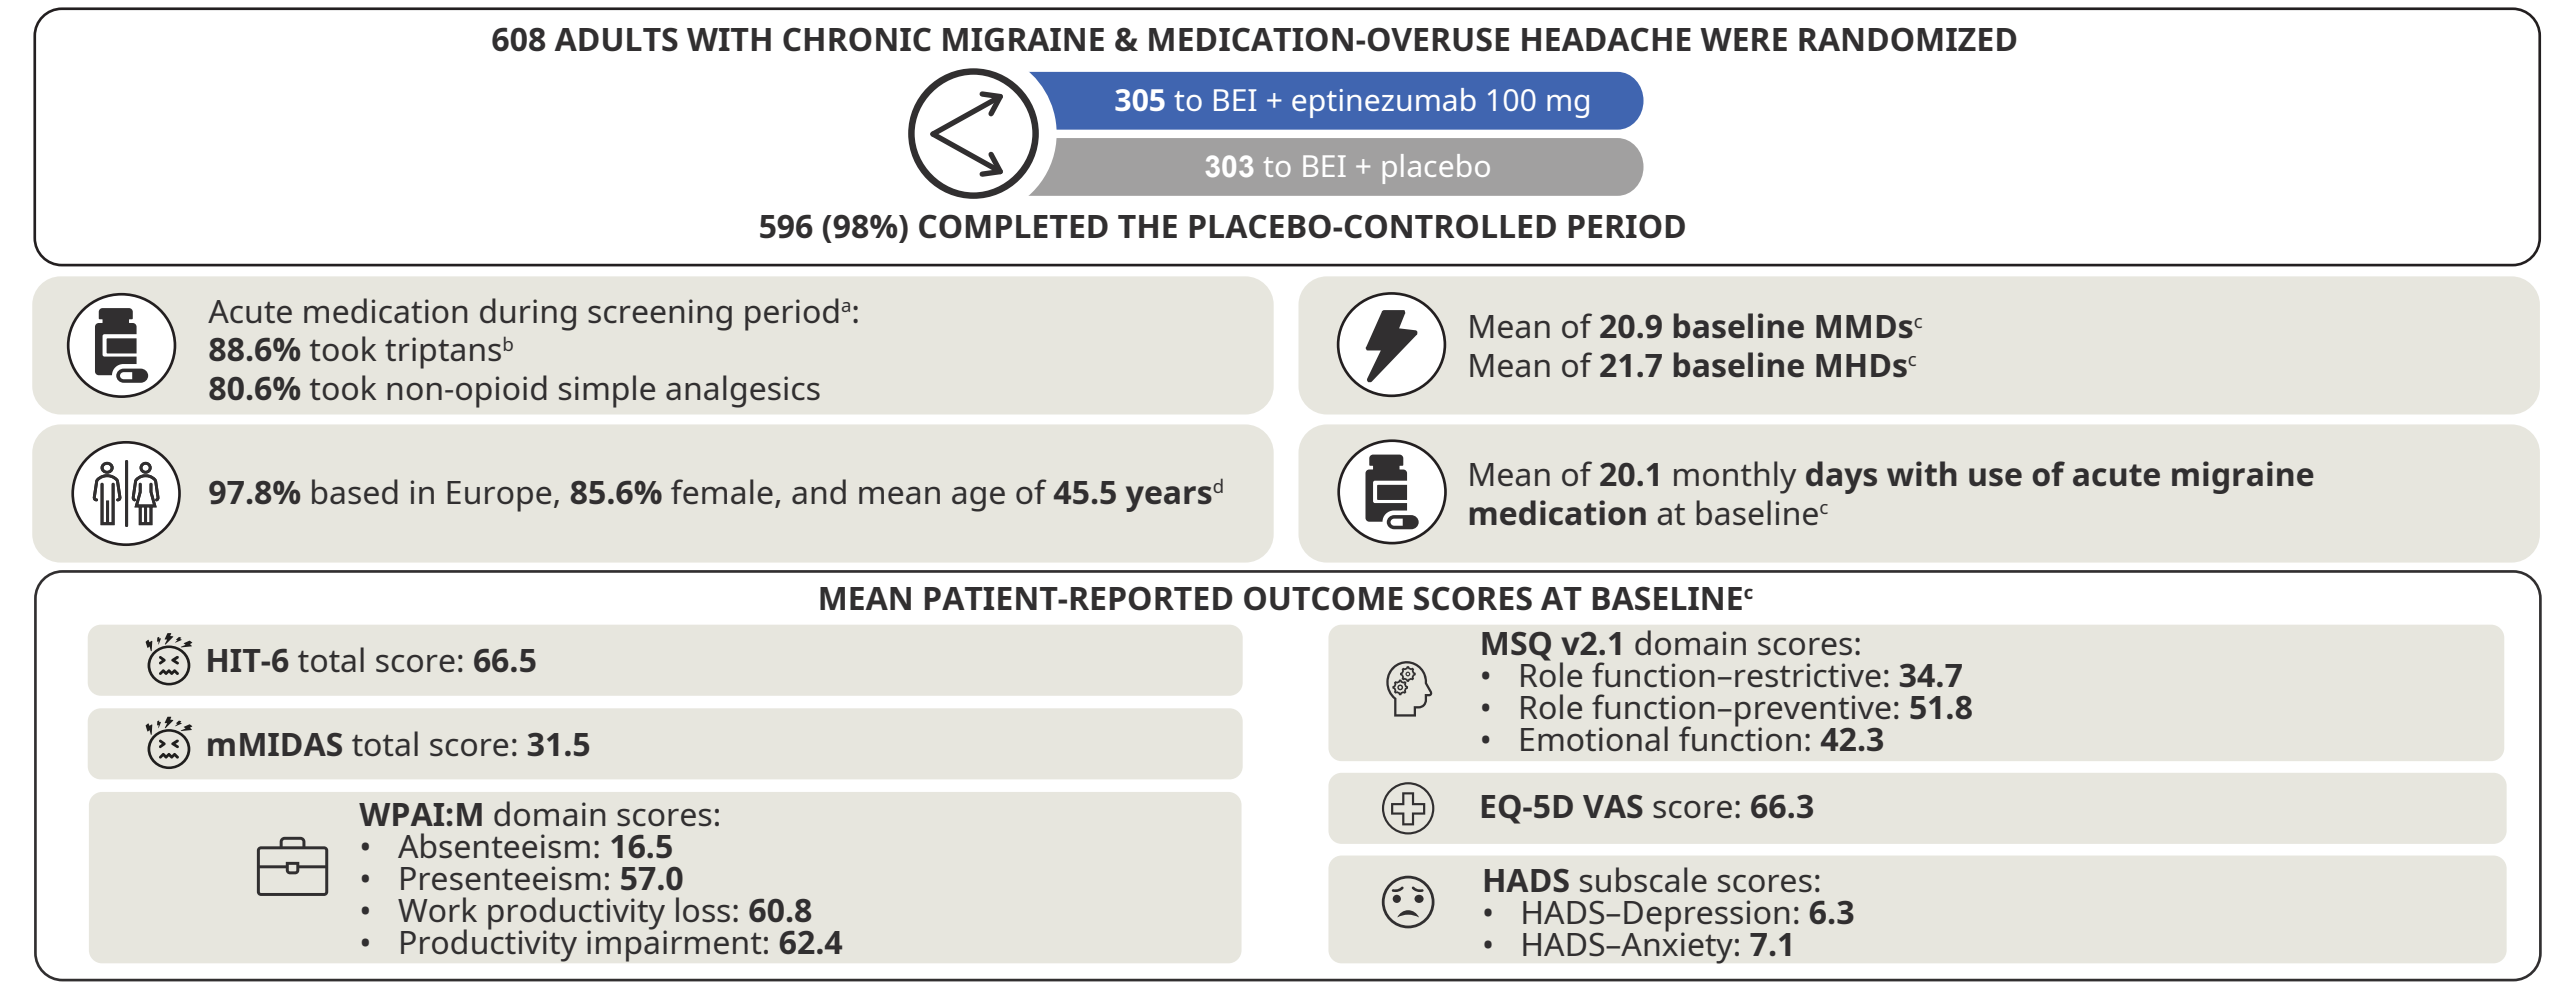 608 ADULTS WITH CHRONIC MIGRAINE & MEDICATION-OVERUSE HEADACHE WERE RANDOMIZED
305 to BEI + eptinezumab 100 mg
303 to BEI + placebo
596 (98%) COMPLETED THE PLACEBO-CONTROLLED PERIOD
Acute medication during screening periodᵃ:
88.6% took triptansᵇ
80.6% took non-opioid simple analgesics
Mean of 20.9 baseline MMDsᶜ
Mean of 21.7 baseline MHDsᶜ
97.8% based in Europe, 85.6% female, and mean age of 45.5 yearsᵈ
Mean of 20.1 monthly days with use of acute migraine
medication at baselineᶜ
MEAN PATIENT-REPORTED OUTCOME SCORES AT BASELINEᶜ
HIT-6 total score: 66.5
mMIDAS total score: 31.5
WPAI:M domain scores:
• Absenteeism: 16.5
• Presenteeism: 57.0
• Work productivity loss: 60.8
• Productivity impairment: 62.4
MSQ v2.1 domain scores:
• Role function–restrictive: 34.7
• Role function–preventive: 51.8
• Emotional function: 42.3
EQ-5D VAS score: 66.3
HADS subscale scores:
• HADS–Depression: 6.3
• HADS–Anxiety: 7.1